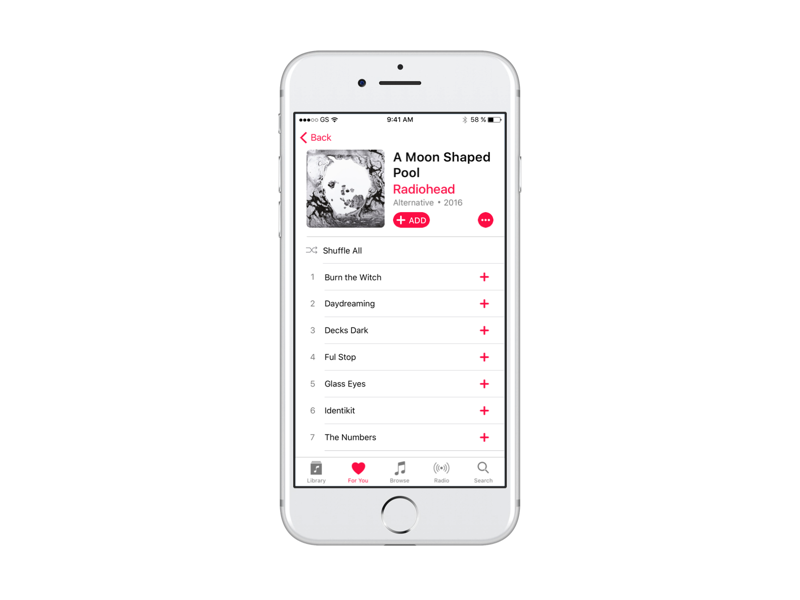 GS 9:41 AM 58 %
Back
A Moon Shaped
Pool
Radiohead
Alternative • 2016
+ ADD
Shuffle All
1 Burn the Witch
2 Daydreaming
3 Decks Dark
4 Ful Stop
5 Glass Eyes
6 Identikit
7 The Numbers
Library For You Browse Radio Search